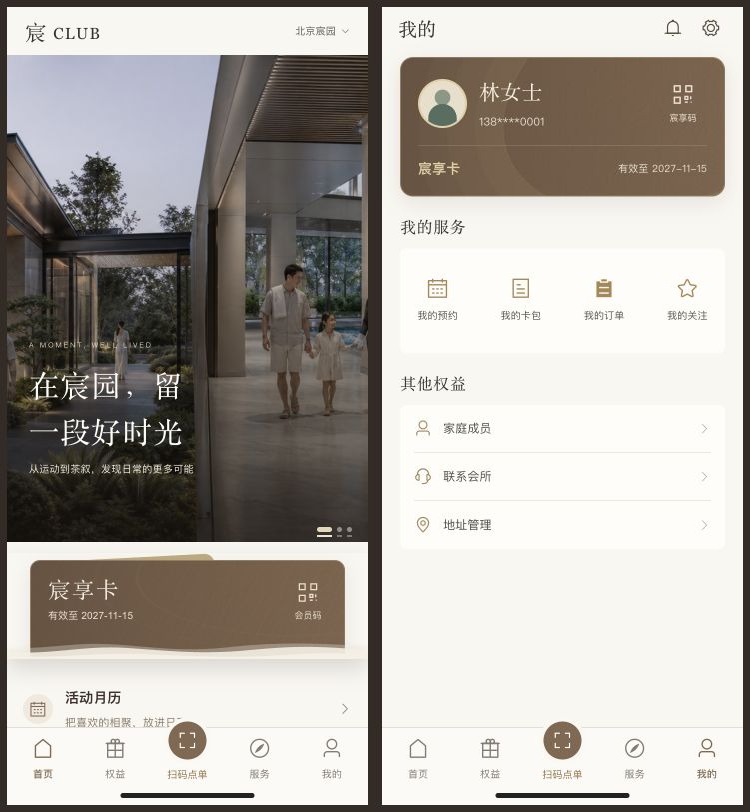 宸 CLUB
北京宸园
A MOMENT, WELL LIVED
在宸园，留
一段好时光
从运动到茶叙，发现日常的更多可能
宸享卡
有效至 2027-11-15
会员码
活动月历
把喜欢的相聚、放进日
首页
权益
扫码点单
服务
我的
我的
林女士
138****0001
宸享码
宸享卡
有效至 2027-11-15
我的服务
我的预约
我的卡包
我的订单
我的关注
其他权益
家庭成员
联系会所
地址管理
首页
权益
扫码点单
服务
我的